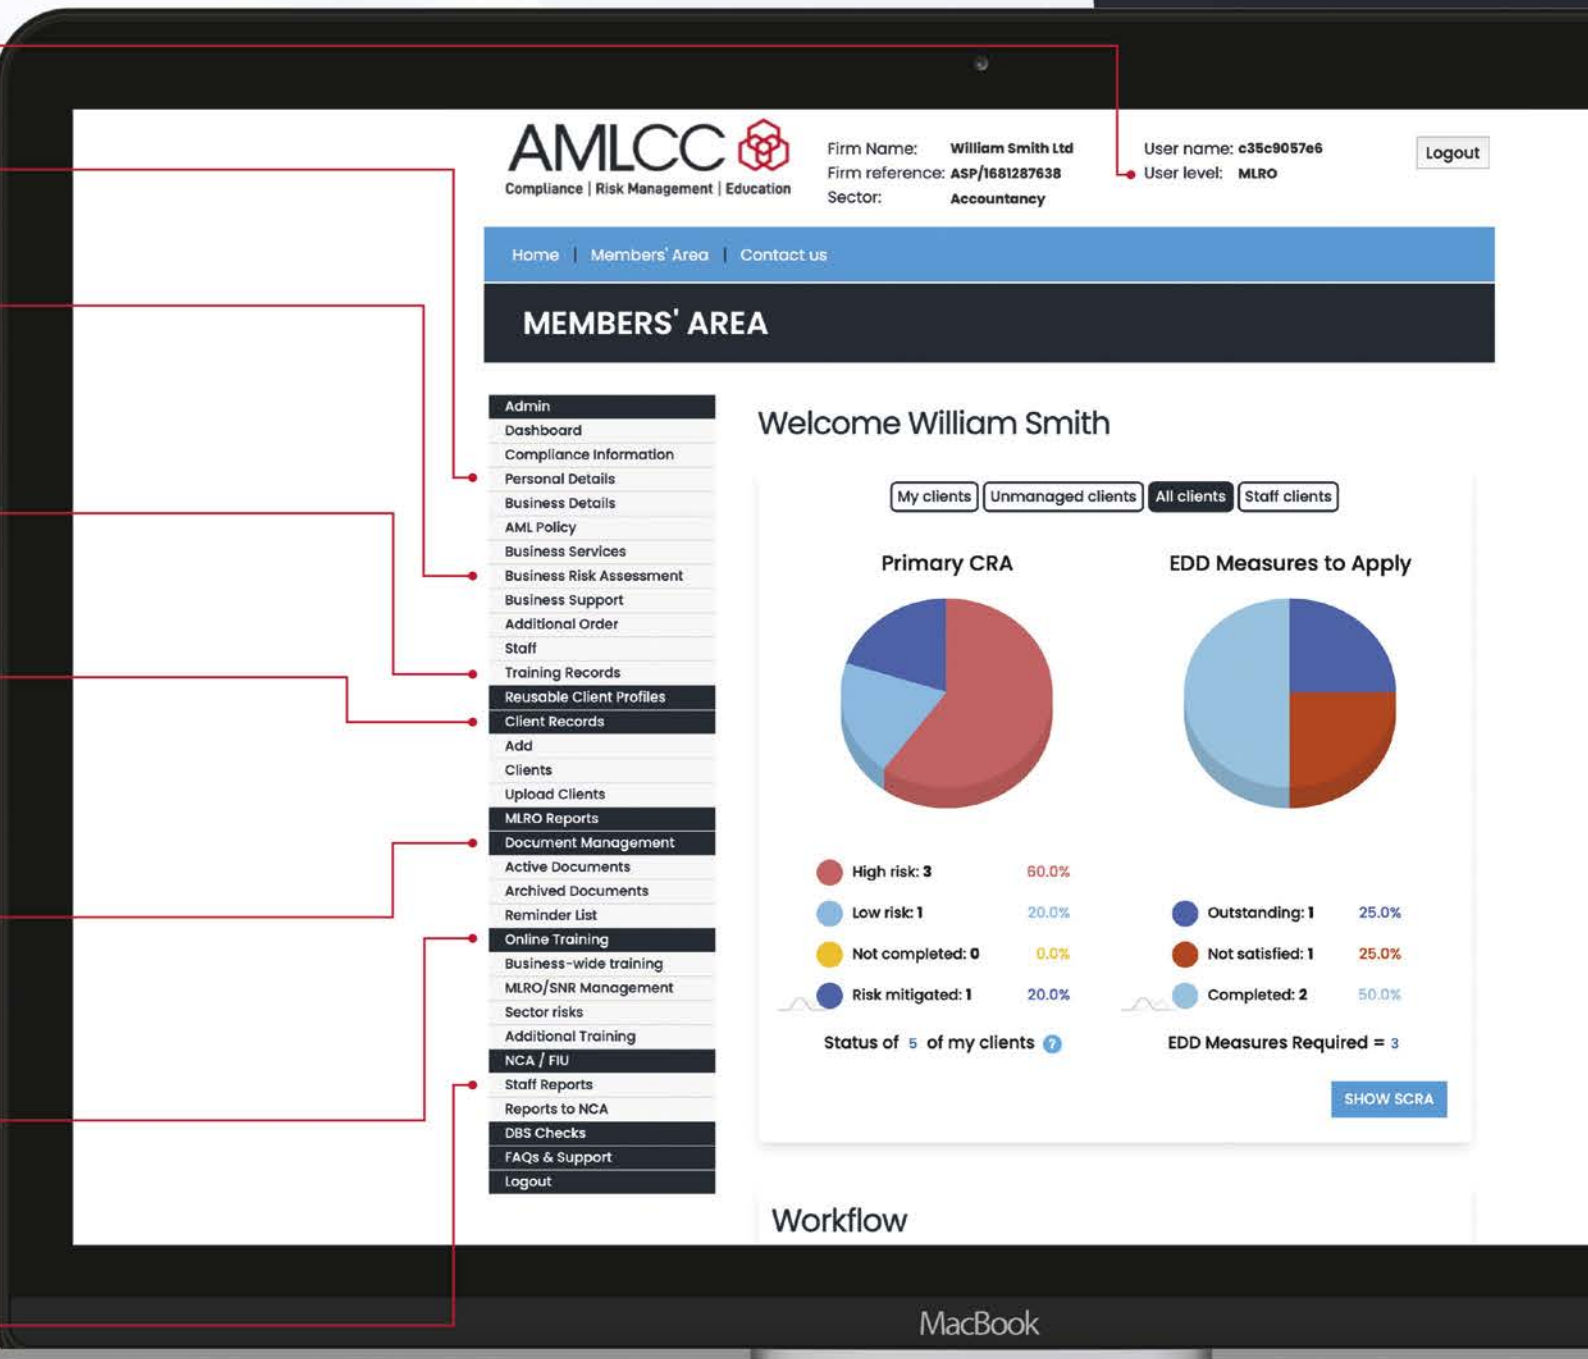 AMLCC
Compliance | Risk Management | Education
Firm Name: William Smith Ltd
Firm reference: ASP/1681287638
Sector: Accountancy
User name: c35c9057e6
User level: MLRO
Logout
Home | Members' Area | Contact us
MEMBERS' AREA
Admin
Dashboard
Compliance Information
Personal Details
Business Details
AML Policy
Business Services
Business Risk Assessment
Business Support
Additional Order
Staff
Training Records
Reusable Client Profiles
Client Records
Add
Clients
Upload Clients
MLRO Reports
Document Management
Active Documents
Archived Documents
Reminder List
Online Training
Business-wide training
MLRO/SNR Management
Sector risks
Additional Training
NCA / FIU
Staff Reports
Reports to NCA
DBS Checks
FAQs & Support
Logout
Welcome William Smith
My clients Unmanaged clients All clients Staff clients
Primary CRA
High risk: 3 60.0%
Low risk: 1 20.0%
Not completed: 0 0.0%
Risk mitigated: 1 20.0%
Status of 5 of my clients ?
EDD Measures to Apply
Outstanding: 1 25.0%
Not satisfied: 1 25.0%
Completed: 2 50.0%
EDD Measures Required = 3
SHOW SCRA
Workflow
MacBook